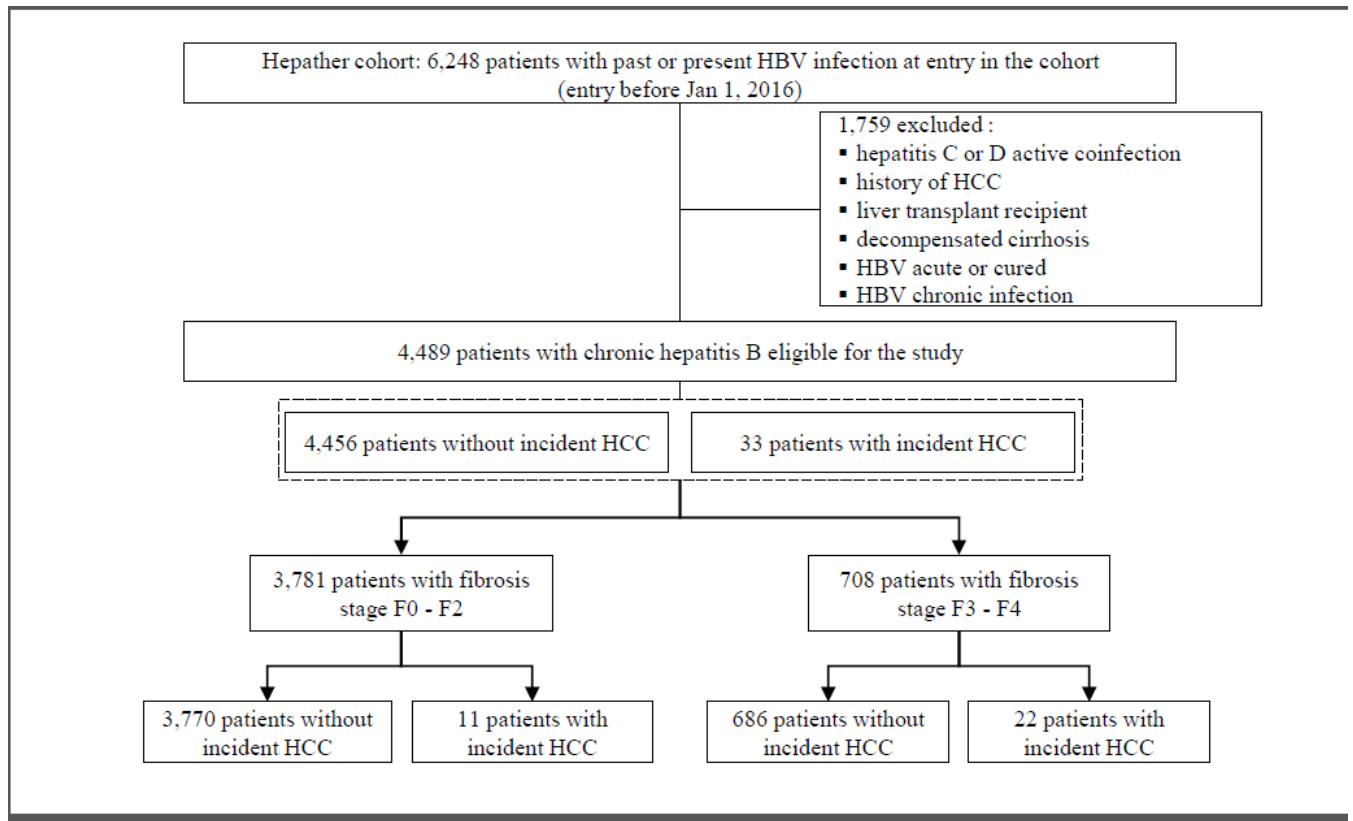 Hepather cohort: 6,248 patients with past or present HBV infection at entry in the cohort
(entry before Jan 1, 2016)
1,759 excluded :
▪ hepatitis C or D active coinfection
▪ history of HCC
▪ liver transplant recipient
▪ decompensated cirrhosis
▪ HBV acute or cured
▪ HBV chronic infection
4,489 patients with chronic hepatitis B eligible for the study
4,456 patients without incident HCC
33 patients with incident HCC
3,781 patients with fibrosis
stage F0 - F2
708 patients with fibrosis
stage F3 - F4
3,770 patients without
incident HCC
11 patients with
incident HCC
686 patients without
incident HCC
22 patients with
incident HCC